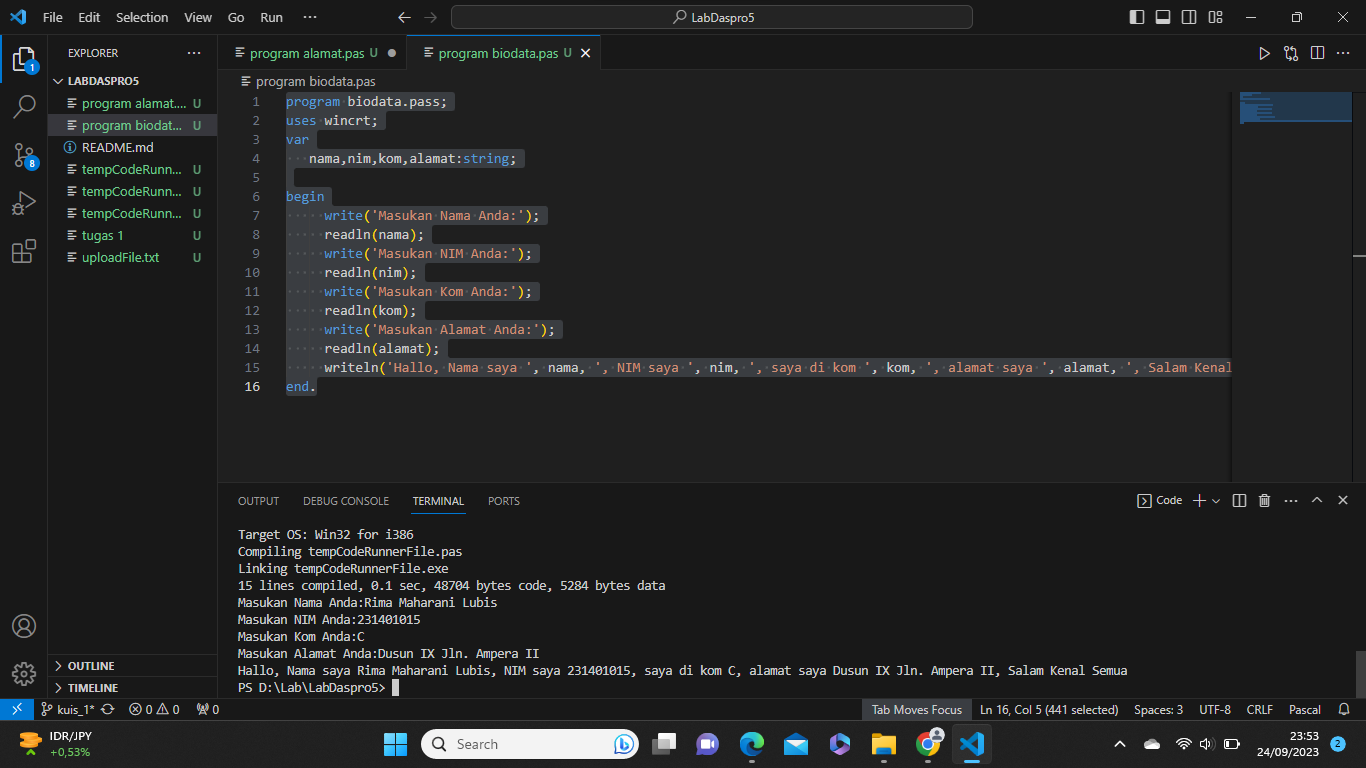 File Edit Selection View Go Run ··· LabDaspro5
EXPLORER ···
program alamat.pas U
program biodata.pas U
LABDASPRO5
program alamat.... U
program biodat... U
README.md
tempCodeRunn... U
tempCodeRunn... U
tempCodeRunn... U
tugas 1 U
uploadFile.txt U
OUTLINE
TIMELINE
1
8
program biodata.pas
1 program biodata.pass;
2 uses wincrt;
3 var
4 nama,nim,kom,alamat:string;
5
6 begin
7 write('Masukan Nama Anda:');
8 readln(nama);
9 write('Masukan NIM Anda:');
10 readln(nim);
11 write('Masukan Kom Anda:');
12 readln(kom);
13 write('Masukan Alamat Anda:');
14 readln(alamat);
15 writeln('Hallo, Nama saya ', nama, ', NIM saya ', nim, ', saya di kom ', kom, ', alamat saya ', alamat, ', Salam Kenal
16 end.
OUTPUT DEBUG CONSOLE TERMINAL PORTS Code
Target OS: Win32 for i386
Compiling tempCodeRunnerFile.pas
Linking tempCodeRunnerFile.exe
15 lines compiled, 0.1 sec, 48704 bytes code, 5284 bytes data
Masukan Nama Anda:Rima Maharani Lubis
Masukan NIM Anda:231401015
Masukan Kom Anda:C
Masukan Alamat Anda:Dusun IX Jln. Ampera II
Hallo, Nama saya Rima Maharani Lubis, NIM saya 231401015, saya di kom C, alamat saya Dusun IX Jln. Ampera II, Salam Kenal Semua
PS D:\Lab\LabDaspro5>
kuis_1* 0 0 0 Tab Moves Focus Ln 16, Col 5 (441 selected) Spaces: 3 UTF-8 CRLF Pascal
IDR/JPY
+0,53%
Search
23:53
24/09/2023
2